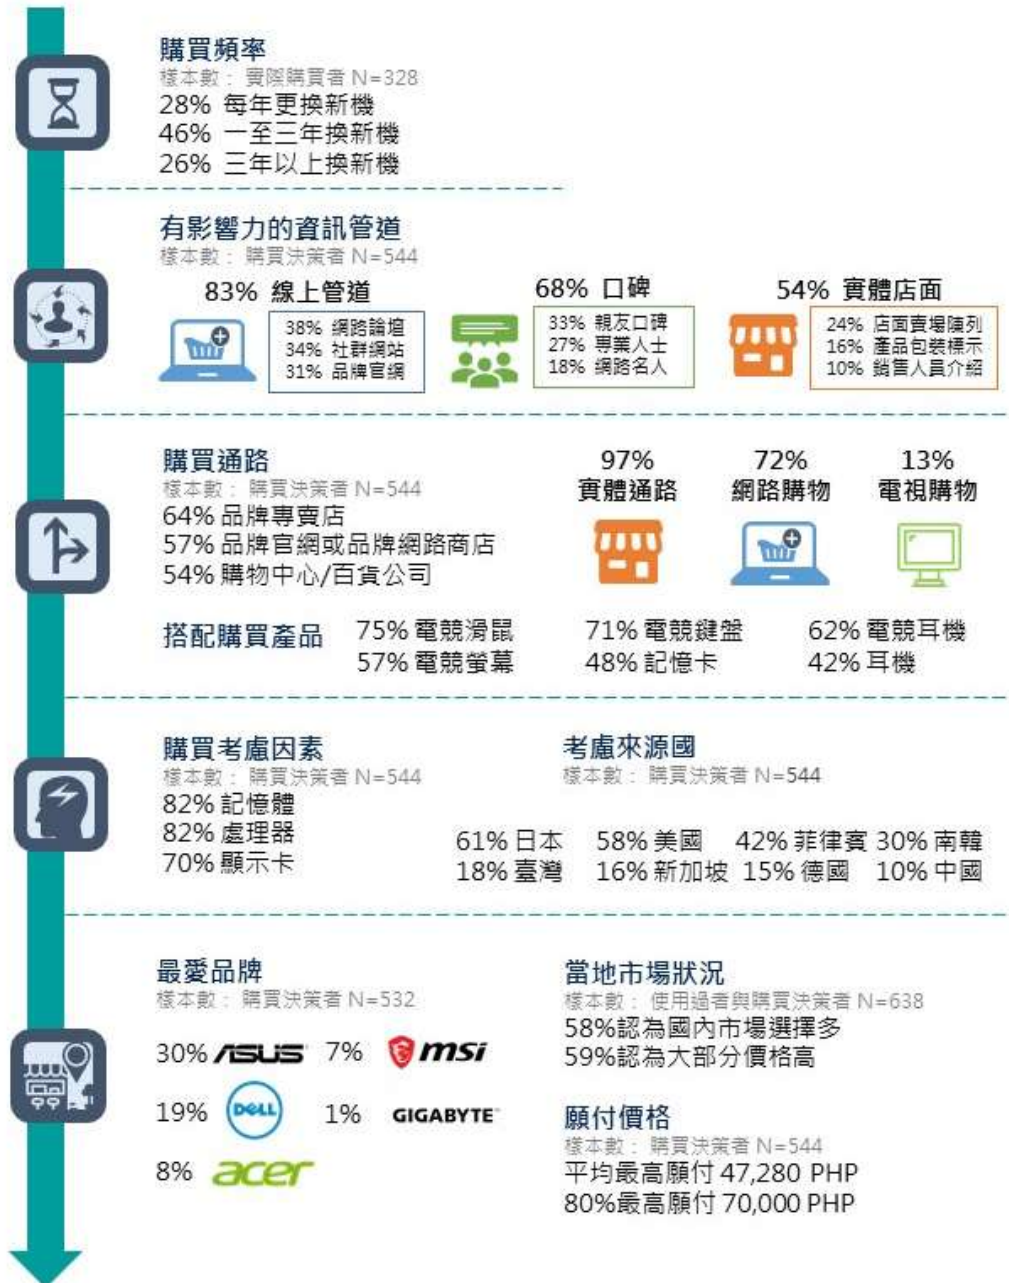 購買頻率
樣本數： 實際購買者 N=328
28% 每年更換新機
46% 一至三年換新機
26% 三年以上換新機
有影響力的資訊管道
樣本數： 購買決策者 N=544
83% 線上管道
38% 網路論壇
34% 社群網站
31% 品牌官網
68% 口碑
33% 親友口碑
27% 專業人士
18% 網路名人
54% 實體店面
24% 店面賣場陳列
16% 產品包裝標示
10% 銷售人員介紹
購買通路
樣本數： 購買決策者 N=544
64% 品牌專賣店
57% 品牌官網或品牌網路商店
54% 購物中心/百貨公司
97%
實體通路
72%
網路購物
13%
電視購物
搭配購買產品
75% 電競滑鼠 71% 電競鍵盤 62% 電競耳機
57% 電競螢幕 48% 記憶卡 42% 耳機
購買考慮因素
樣本數： 購買決策者 N=544
82% 記憶體
82% 處理器
70% 顯示卡
考慮來源國
樣本數： 購買決策者 N=544
61% 日本 58% 美國 42% 菲律賓 30% 南韓
18% 臺灣 16% 新加坡 15% 德國 10% 中國
最愛品牌
樣本數： 購買決策者 N=532
30% ASUS 7% msi
19% DELL 1% GIGABYTE
8% acer
當地市場狀況
樣本數： 使用過者與購買決策者 N=638
58%認為國內市場選擇多
59%認為大部分價格高
願付價格
樣本數： 購買決策者 N=544
平均最高願付 47,280 PHP
80%最高願付 70,000 PHP